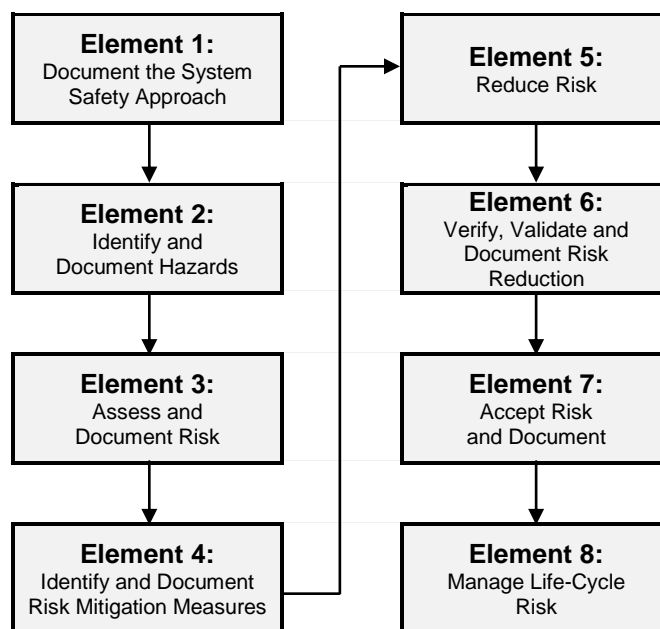 Element 1:
Document the System
Safety Approach
Element 2:
Identify and
Document Hazards
Element 3:
Assess and
Document Risk
Element 4:
Identify and Document
Risk Mitigation Measures
Element 5:
Reduce Risk
Element 6:
Verify, Validate and
Document Risk
Reduction
Element 7:
Accept Risk
and Document
Element 8:
Manage Life-Cycle
Risk